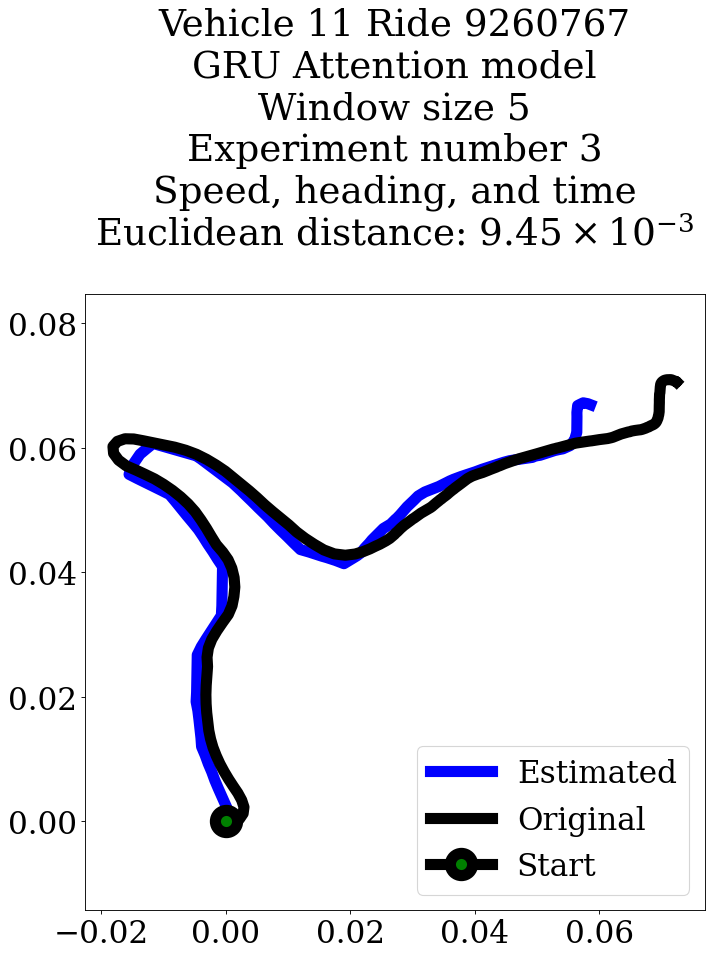 Vehicle 11 Ride 9260767
GRU Attention model
Window size 5
Experiment number 3
Speed, heading, and time
Euclidean distance: 9.45 × 10⁻³
0.08
0.06
0.04
0.02
0.00
Estimated
Original
Start
−0.02 0.00 0.02 0.04 0.06